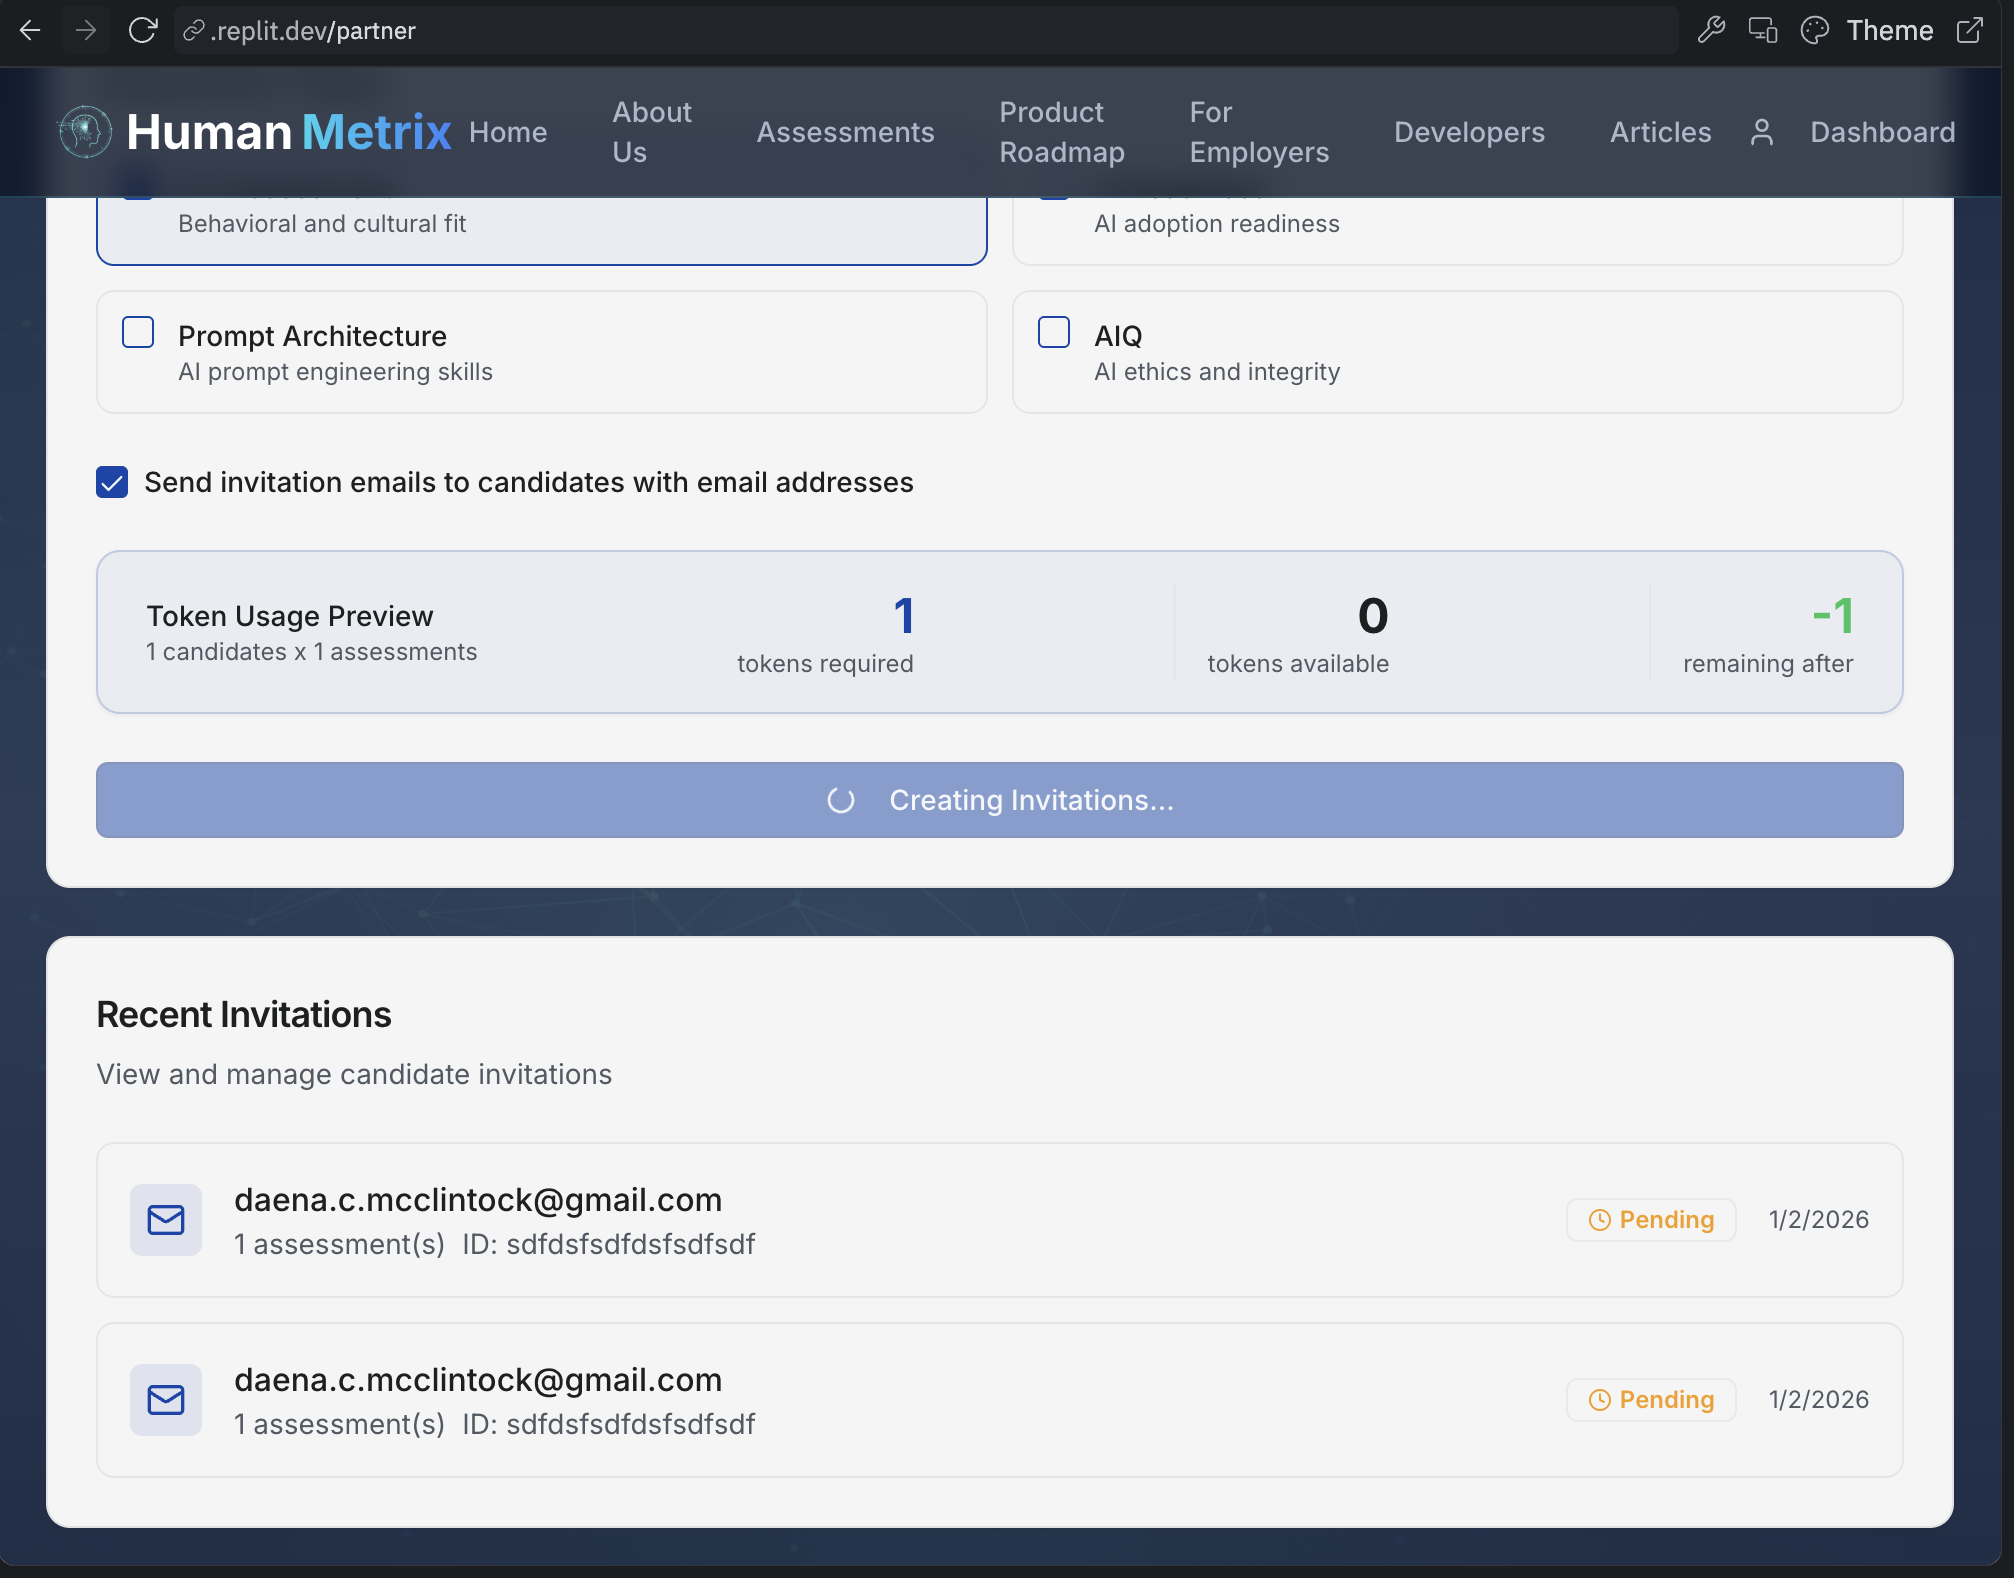 .replit.dev/partner
Theme
Human Metrix
Home
About
Us
Assessments
Product
Roadmap
For
Employers
Developers
Articles
Dashboard
Behavioral and cultural fit
AI adoption readiness
Prompt Architecture
AI prompt engineering skills
AIQ
AI ethics and integrity
Send invitation emails to candidates with email addresses
Token Usage Preview
1 candidates x 1 assessments
1
tokens required
0
tokens available
-1
remaining after
Creating Invitations...
Recent Invitations
View and manage candidate invitations
daena.c.mcclintock@gmail.com
1 assessment(s) ID: sdfdsfsdfdsfsdfsdf
Pending
1/2/2026
daena.c.mcclintock@gmail.com
1 assessment(s) ID: sdfdsfsdfdsfsdfsdf
Pending
1/2/2026